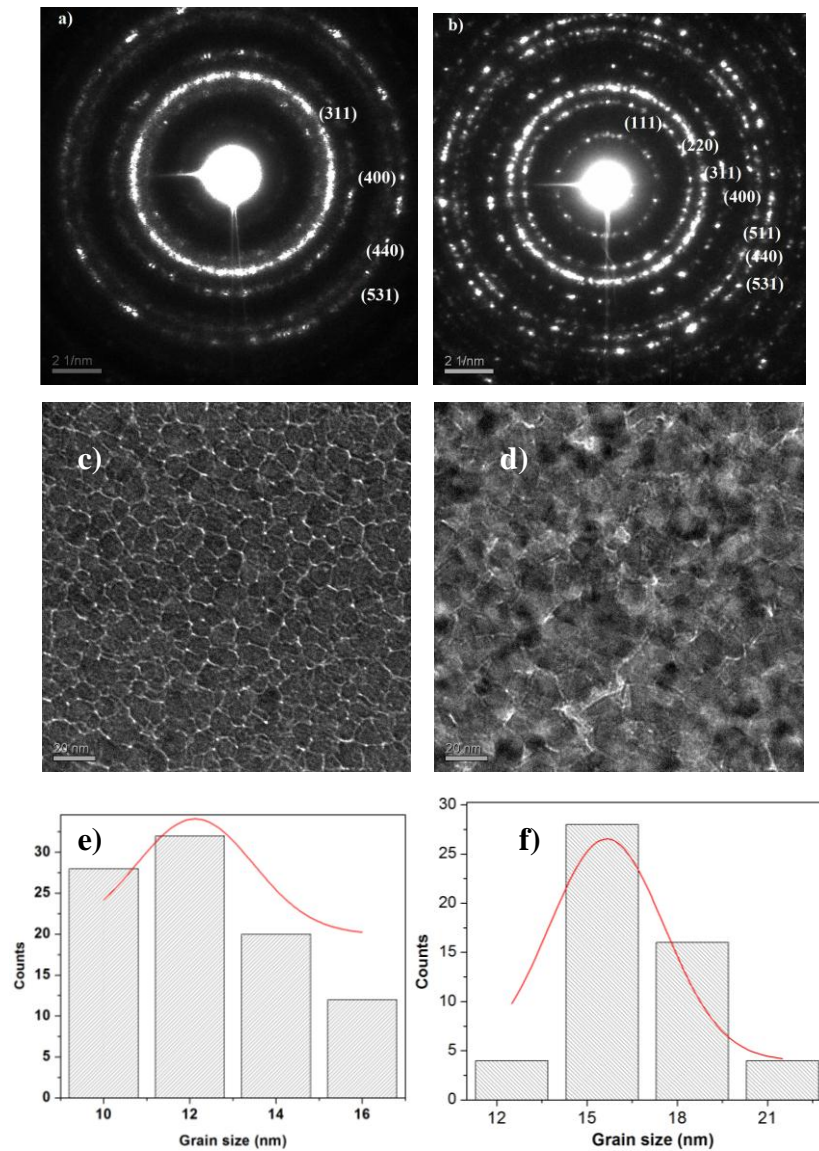 a)
(311)
(400)
(440)
(531)
2 1/nm
b)
(111)
(220)
(311)
(400)
(511)
(440)
(531)
2 1/nm
c)
20 nm
d)
20 nm
e)
30
25
20
15
10
5
0
Counts
10 12 14 16
Grain size (nm)
f)
30
25
20
15
10
5
0
Counts
12 15 18 21
Grain size (nm)